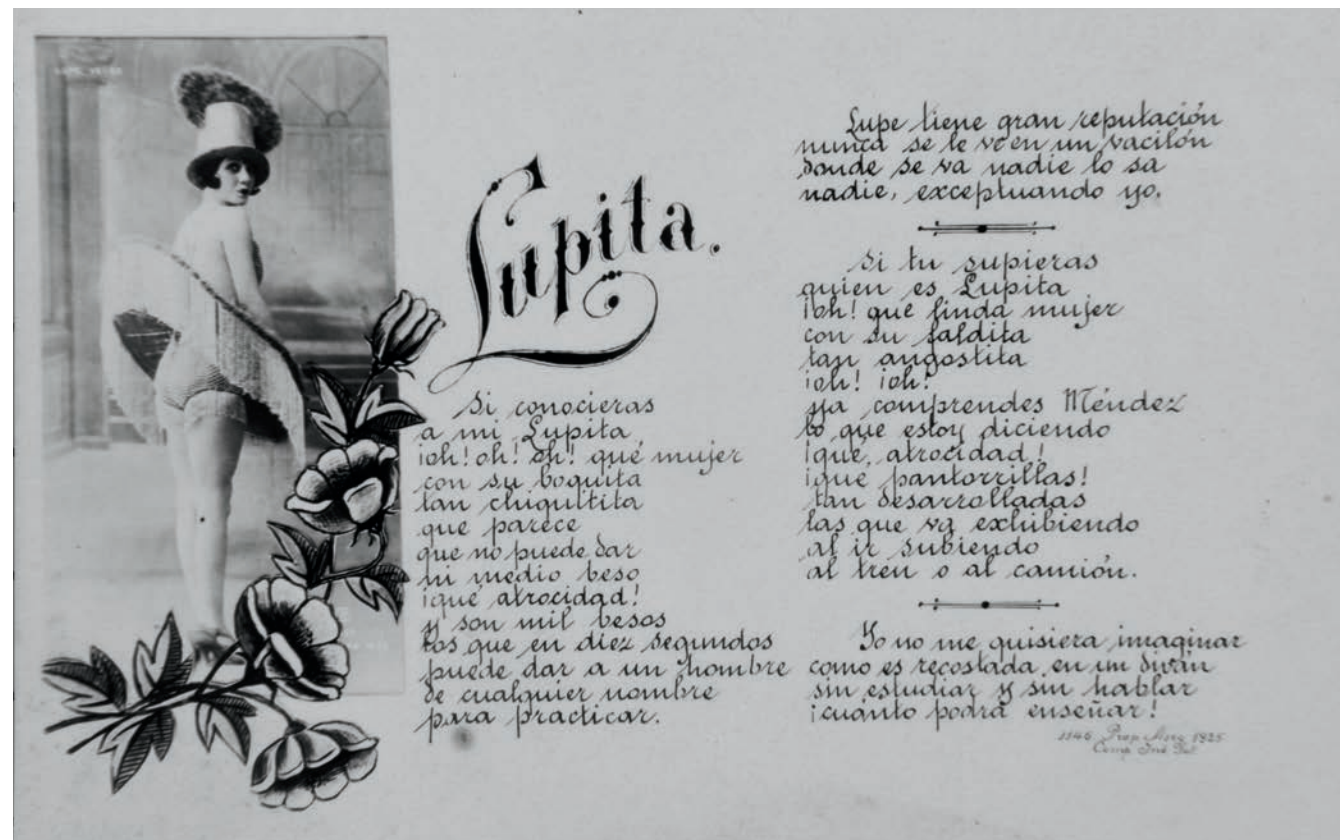 Lupita.
Si conocieras
a mi Lupita
¡oh! oh! oh! qué mujer
con su boquita
tan chiquitita
que parece
que no puede dar
ni medio beso
¡qué atrocidad!
y son mil besos
los que en diez segundos
puede dar a un hombre
de cualquier nombre
para practicar.
Lupe tiene gran reputación
nunca se le ve en un vacilón
donde se va nadie lo sa
nadie, exceptuando yo.
Si tu supieras
quien es Lupita
¡oh! qué linda mujer
con su faldita
tan angostita
¡oh! ¡oh!
ya comprendes Méndez
lo que estoy diciendo
¡qué atrocidad!
¡que pantorrillas!
tan desarrolladas
las que va exhibiendo
al ir subiendo
al tren o al camión.
Yo no me quisiera imaginar
como es recostada en un diván
sin estudiar y sin hablar
¡cuánto podrá enseñar!
1146 Prop. 1925